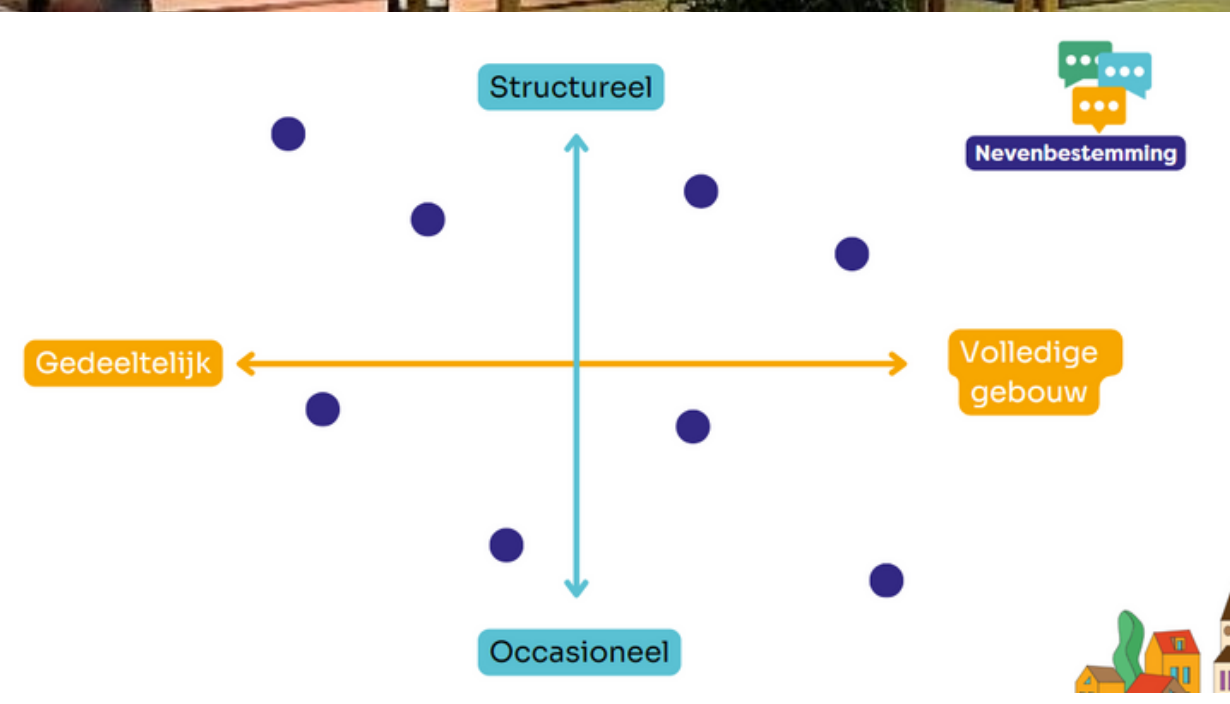 Structureel
Nevenbestemming
Gedeeltelijk
Volledige
gebouw
Occasioneel